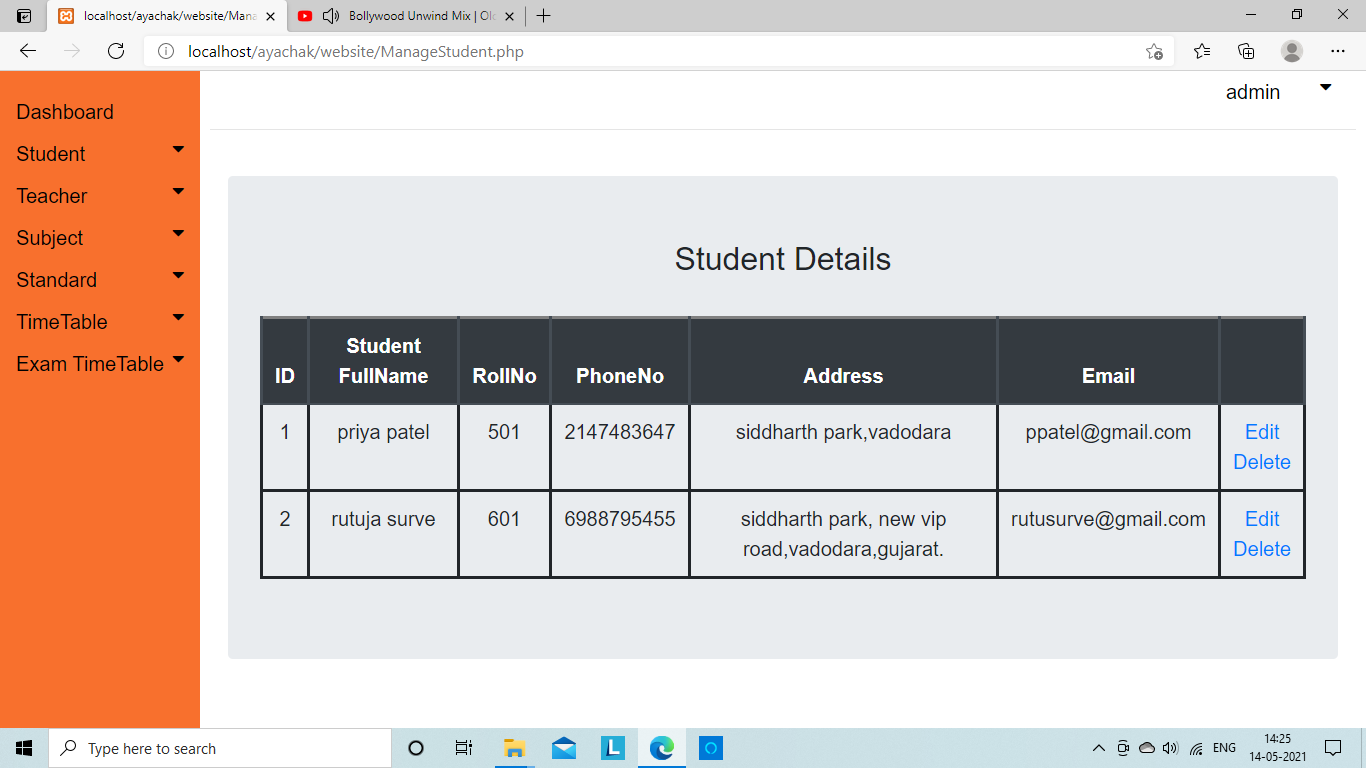 localhost/ayachak/website/Mana
Bollywood Unwind Mix | Ol
localhost/ayachak/website/ManageStudent.php
admin
Dashboard
Student
Teacher
Subject
Standard
TimeTable
Exam TimeTable
Student Details
ID Student FullName RollNo PhoneNo Address Email
1 priya patel 501 2147483647 siddharth park,vadodara ppatel@gmail.com Edit
Delete
2 rutuja surve 601 6988795455 siddharth park, new vip rutusurve@gmail.com Edit
road,vadodara,gujarat. Delete
Type here to search
L
ENG
14:25
14-05-2021